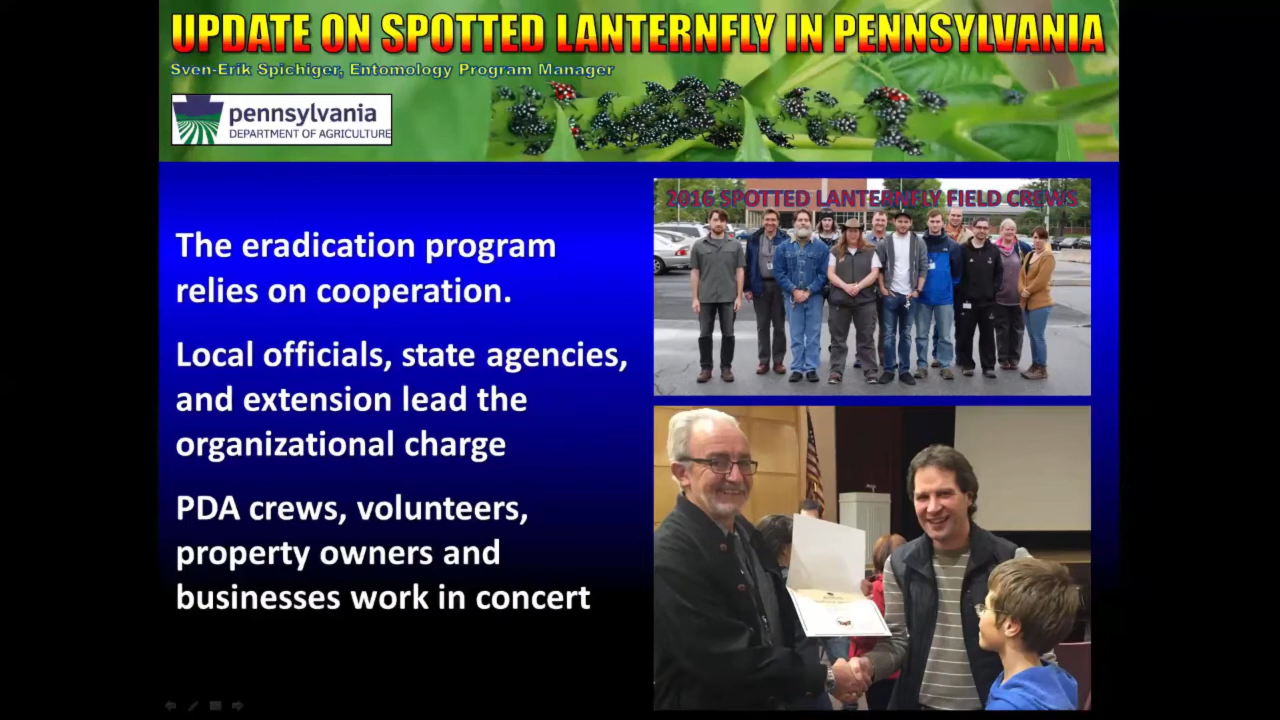 UPDATE ON SPOTTED LANTERNFLY IN PENNSYLVANIA
Sven-Erik Spichiger, Entomology Program Manager
pennsylvania
DEPARTMENT OF AGRICULTURE
2016 SPOTTED LANTERNFLY FIELD CREWS
The eradication program
relies on cooperation.
Local officials, state agencies,
and extension lead the
organizational charge
PDA crews, volunteers,
property owners and
businesses work in concert